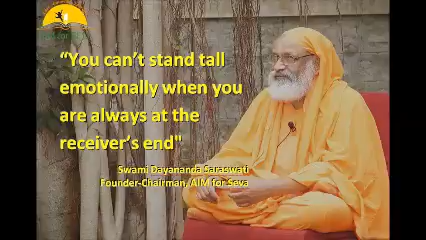 “You can’t stand tall
emotionally when you
are always at the
receiver’s end"
Swami Dayananda Saraswati
Founder-Chairman, AIM for Seva